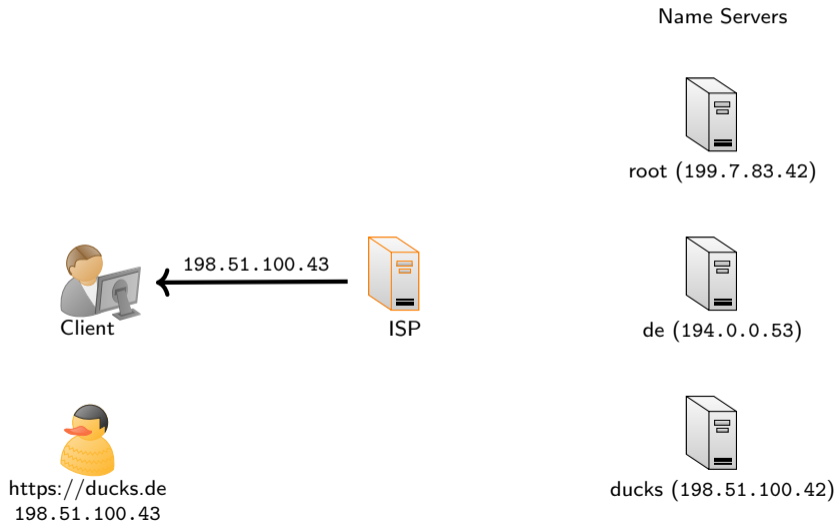 Name Servers
root (199.7.83.42)
198.51.100.43
Client
ISP
de (194.0.0.53)
https://ducks.de
198.51.100.43
ducks (198.51.100.42)